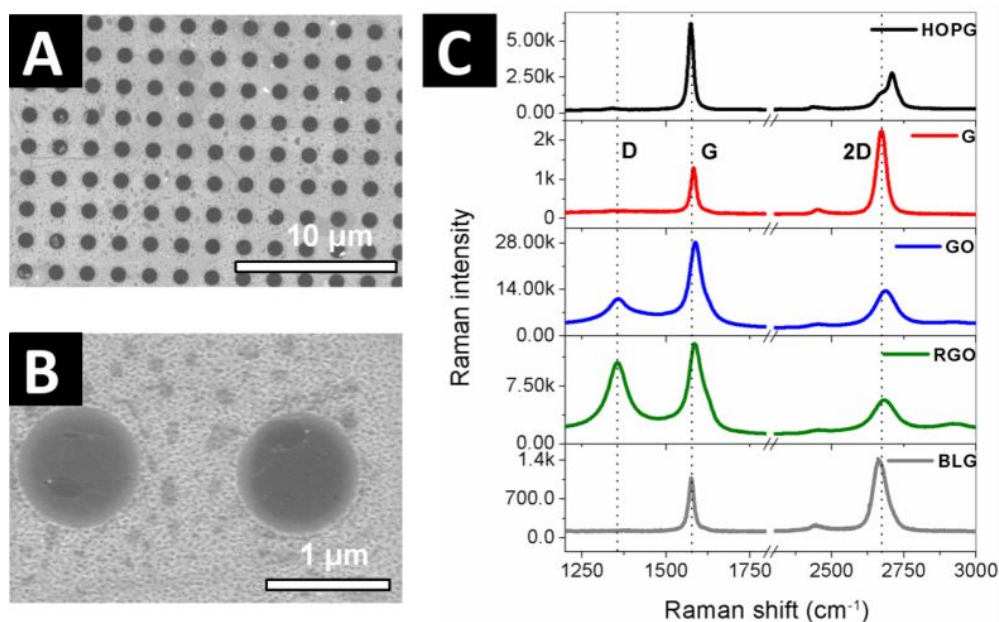 A
10 µm
B
1 µm
C
HOPG
5.00k
2.50k
0.00
G
D
G
2D
2k
1k
0
GO
28.00k
14.00k
0.00
RGO
7.50k
0.00
BLG
1.4k
700.0
0.0
Raman intensity
1250 1500 1750 2500 2750 3000
Raman shift (cm⁻¹)